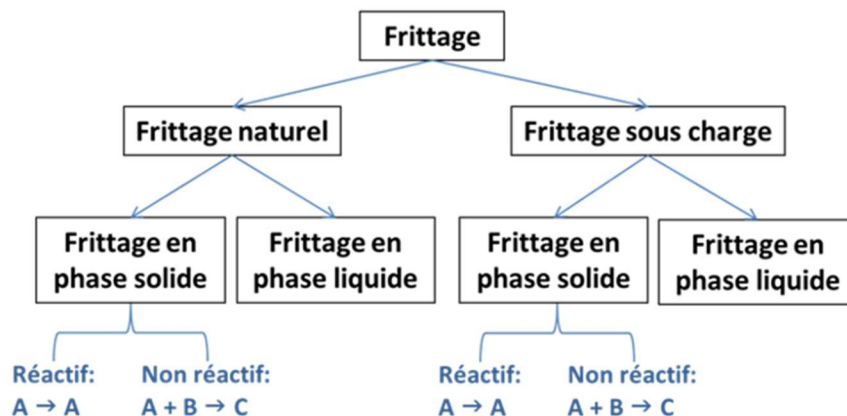 Frittage
Frittage naturel
Frittage sous charge
Frittage en
phase solide
Frittage en
phase liquide
Frittage en
phase solide
Frittage en
phase liquide
Réactif:
A → A
Non réactif:
A + B → C
Réactif:
A → A
Non réactif:
A + B → C